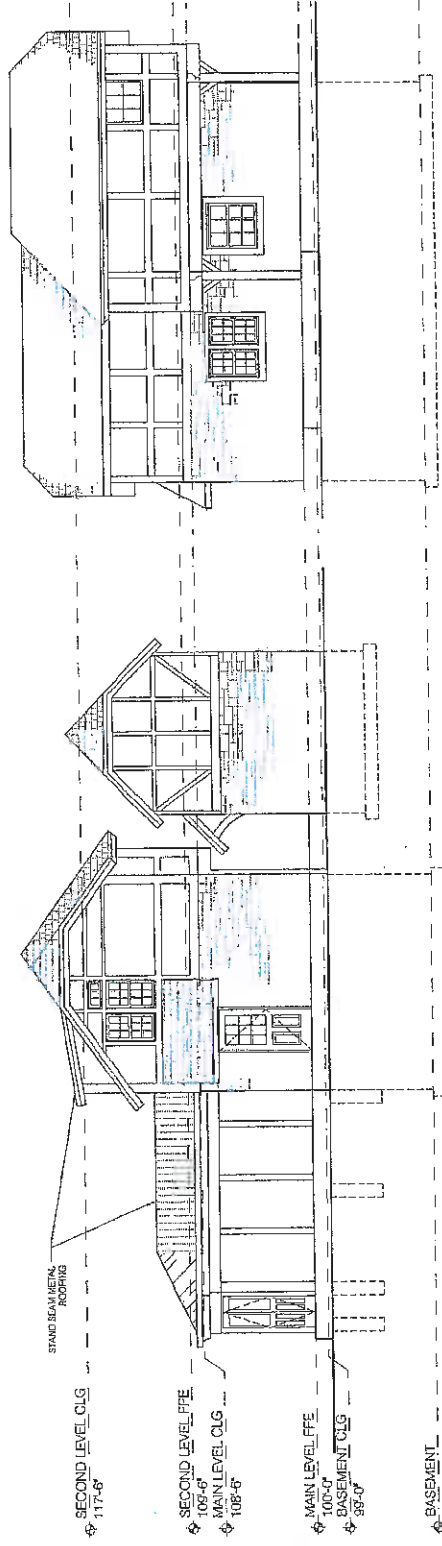 STAND SEAM METAL
ROOFING
SECOND LEVEL CLG
117'-6"
SECOND LEVEL FFE
109'-6"
MAIN LEVEL CLG
108'-6"
MAIN LEVEL FFE
100'-0"
BASEMENT CLG
99'-0"
BASEMENT